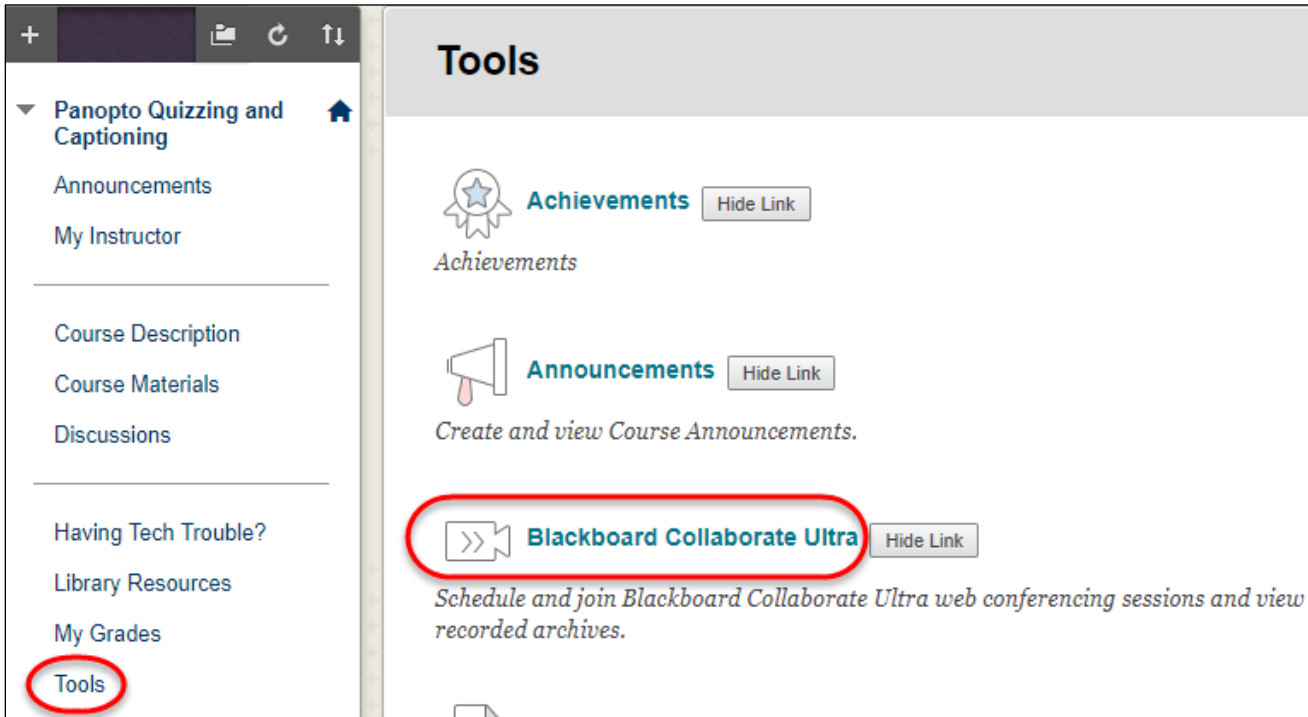 Panopto Quizzing and
Captioning
Announcements
My Instructor
Course Description
Course Materials
Discussions
Having Tech Trouble?
Library Resources
My Grades
Tools
Tools
Achievements Hide Link
Achievements
Announcements Hide Link
Create and view Course Announcements.
Blackboard Collaborate Ultra Hide Link
Schedule and join Blackboard Collaborate Ultra web conferencing sessions and view
recorded archives.